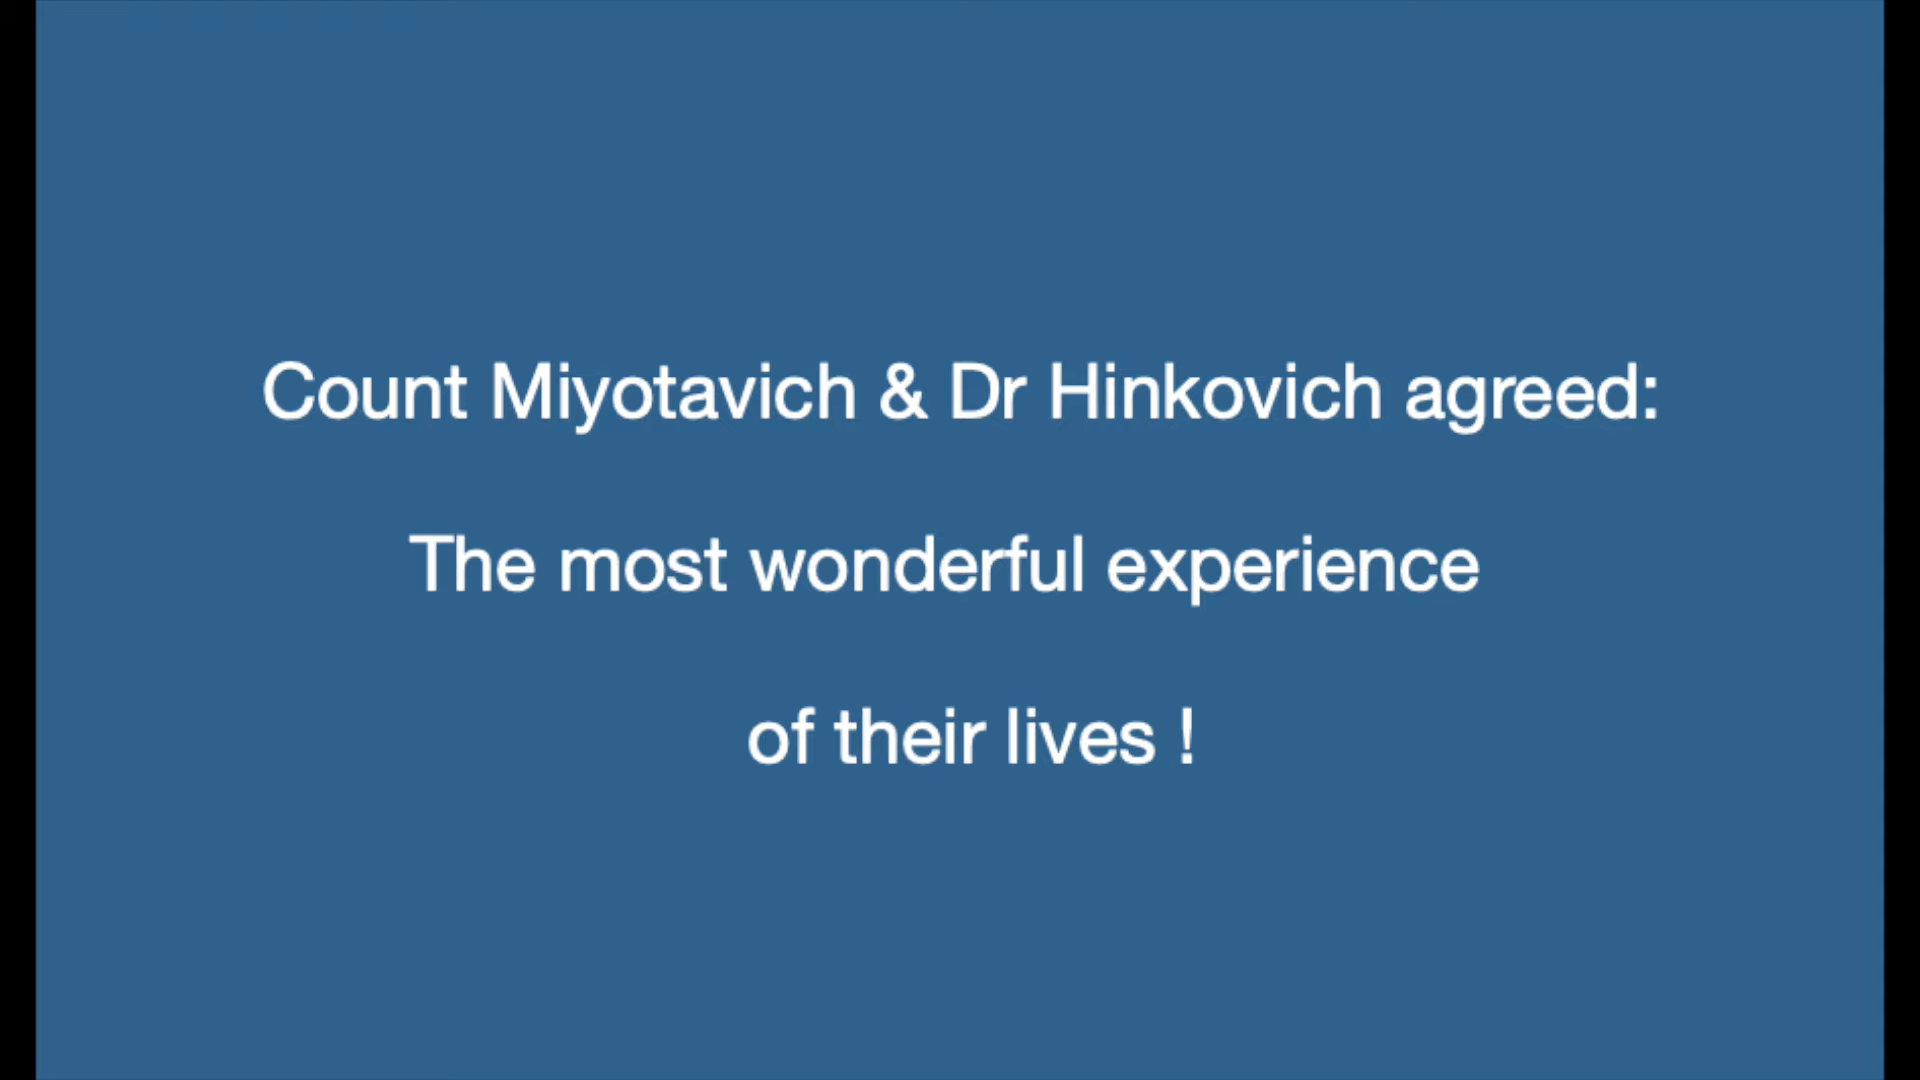 Count Miyotavich & Dr Hinkovich agreed:
The most wonderful experience
of their lives !